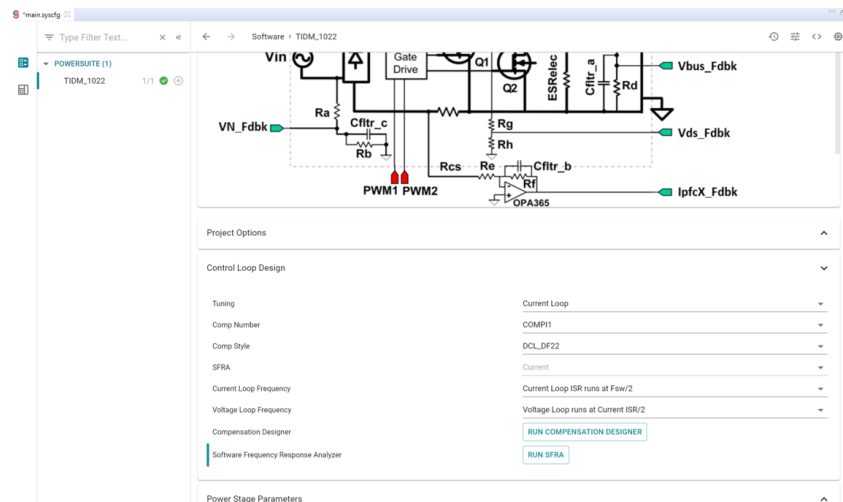 *main.syscfg
Type Filter Text...
Software › TIDM_1022
POWERSUITE (1)
TIDM_1022 1/1
Vin
Gate
Drive
Q1
Q2
ESRelec
Cfltr_a
Rd
Vbus_Fdbk
Ra
Cfltr_c
VN_Fdbk
Rb
Rg
Rh
Vds_Fdbk
Rcs
Re
Cfltr_b
Rf
PWM1 PWM2
OPA365
IpfcX_Fdbk
Project Options
Control Loop Design
Tuning Current Loop
Comp Number COMPI1
Comp Style DCL_DF22
SFRA Current
Current Loop Frequency Current Loop ISR runs at Fsw/2
Voltage Loop Frequency Voltage Loop runs at Current ISR/2
Compensation Designer RUN COMPENSATION DESIGNER
Software Frequency Response Analyzer RUN SFRA
Power Stage Parameters